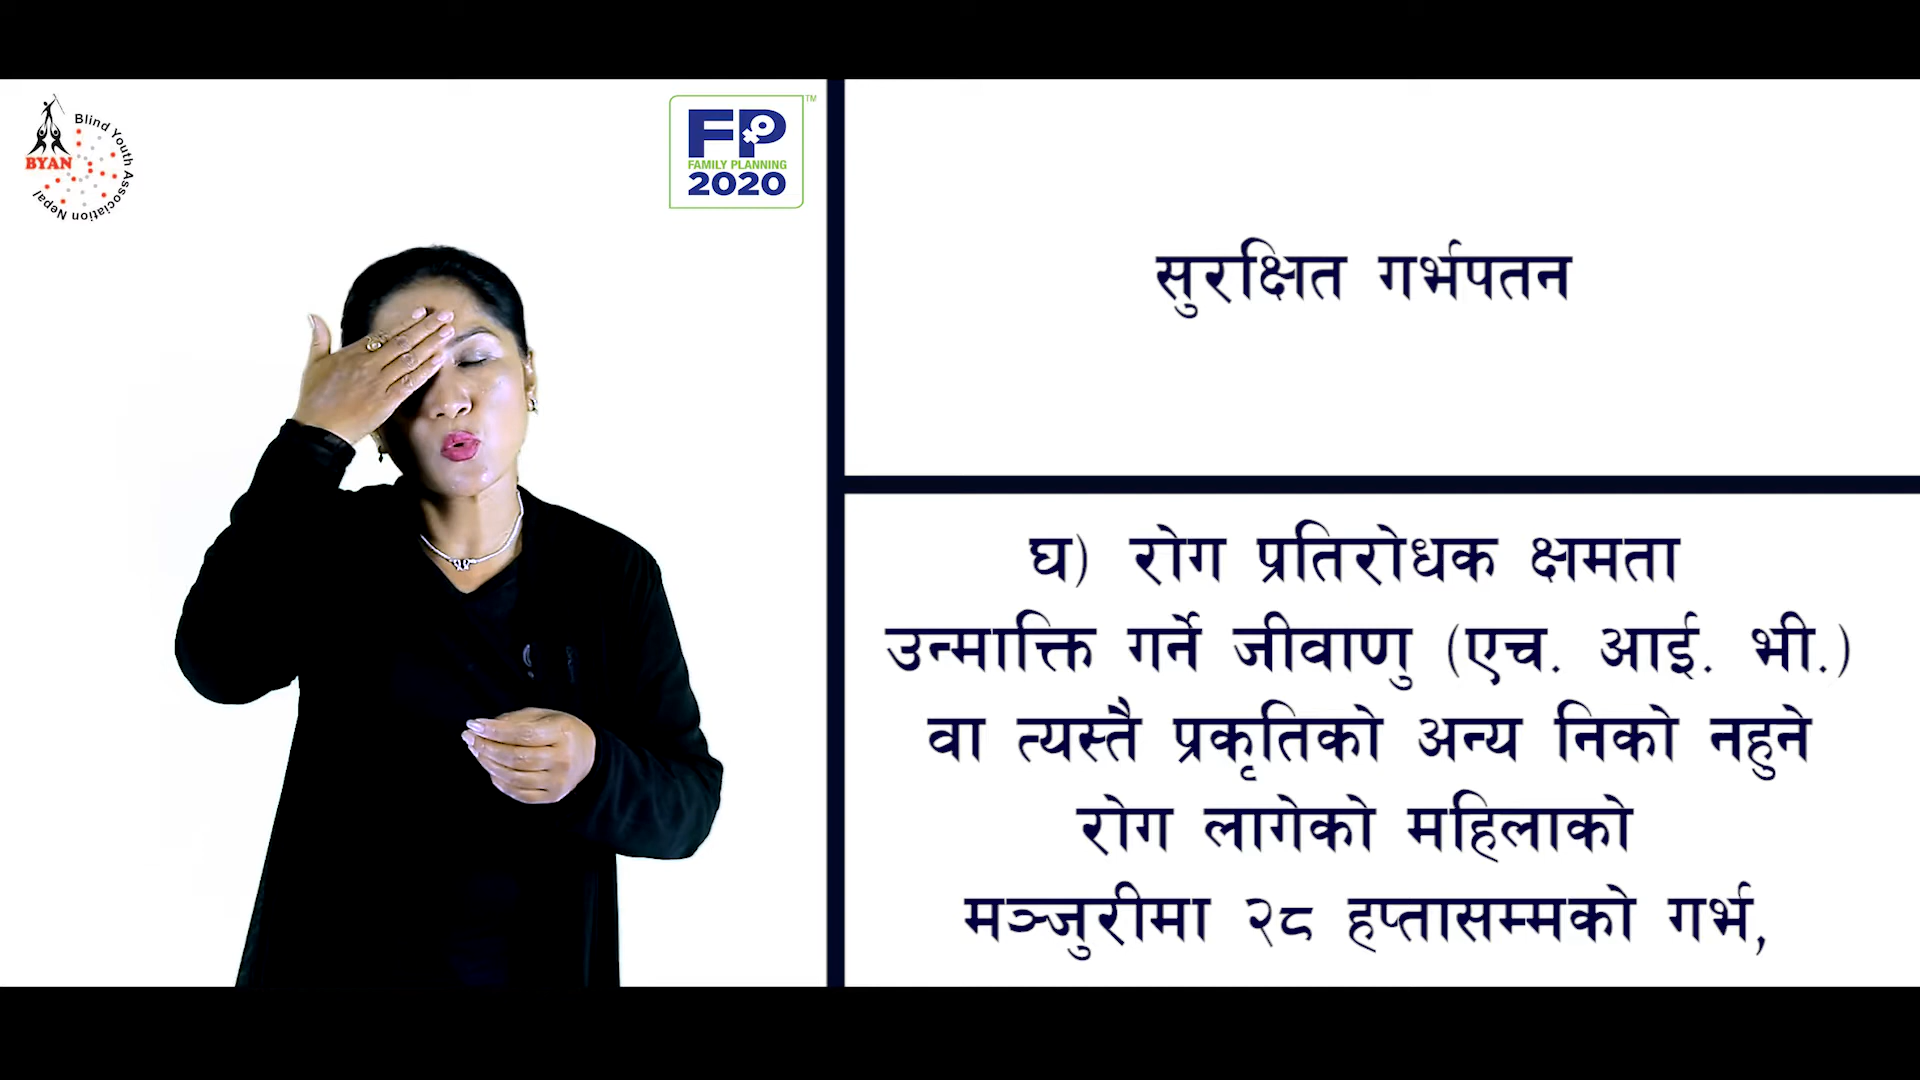 Blind Youth Association Nepal
BYAN
FP
TM
FAMILY PLANNING
2020
सुरक्षित गर्भपतन
घ) रोग प्रतिरोधक क्षमता
उन्माक्ति गर्ने जीवाणु (एच. आई. भी.)
वा त्यस्तै प्रकृतिको अन्य निको नहुने
रोग लागेको महिलाको
मञ्जुरीमा २८ हप्तासम्मको गर्भ,